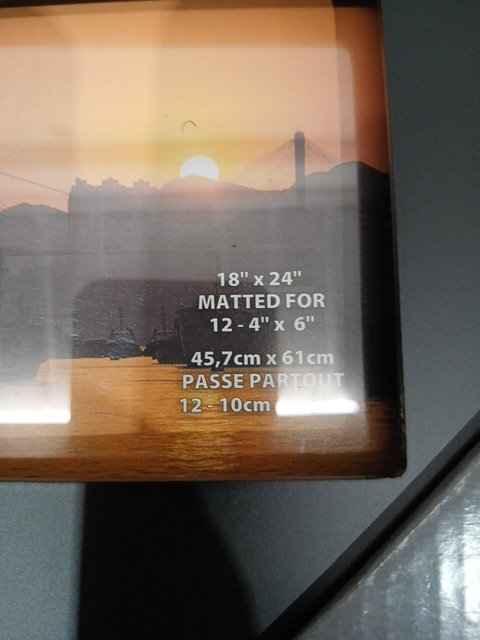 18" x 24"
MATTED FOR
12 - 4" x 6"
45,7cm x 61cm
PASSE PARTOUT
12 - 10cm